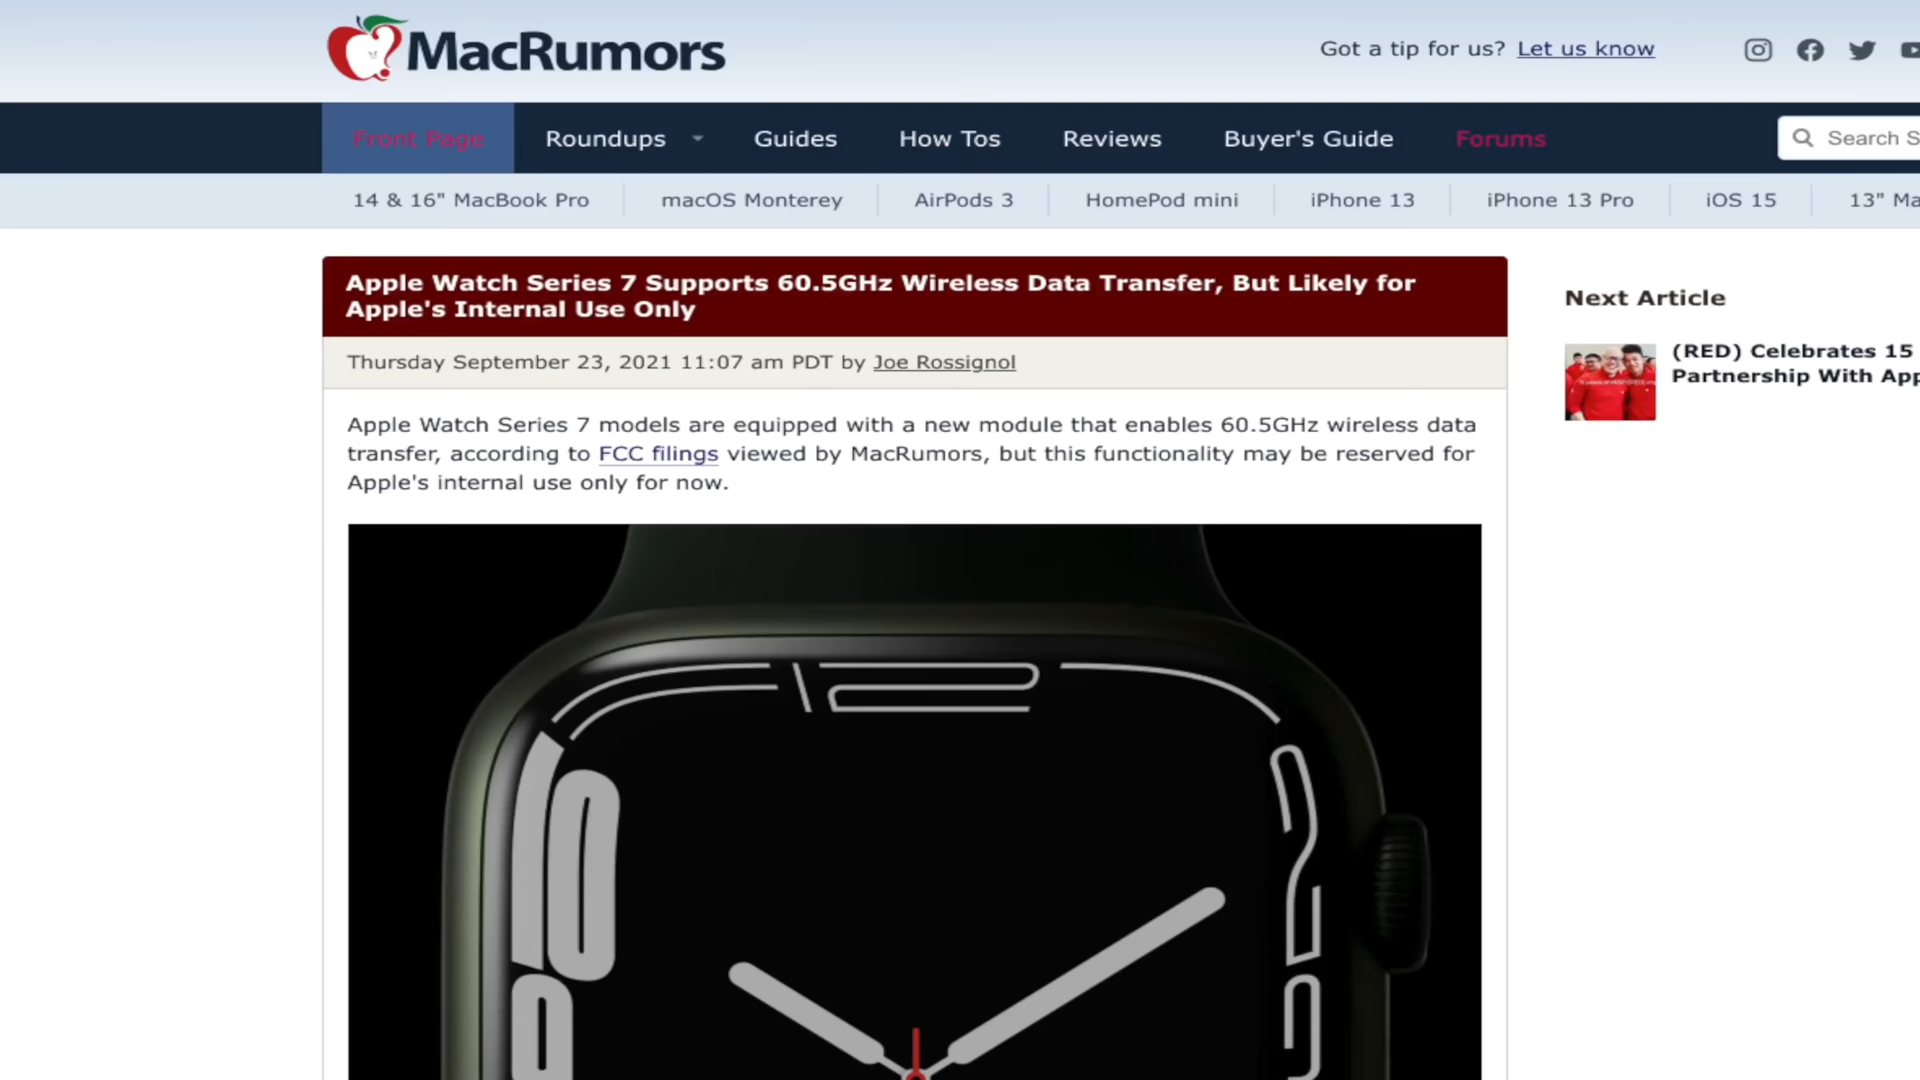 MacRumors
Got a tip for us? Let us know
Front Page Roundups Guides How Tos Reviews Buyer's Guide Forums Search S
14 & 16" MacBook Pro macOS Monterey AirPods 3 HomePod mini iPhone 13 iPhone 13 Pro iOS 15 13" Ma
Apple Watch Series 7 Supports 60.5GHz Wireless Data Transfer, But Likely for
Apple's Internal Use Only
Thursday September 23, 2021 11:07 am PDT by Joe Rossignol
Next Article
(RED) Celebrates 15
Partnership With App
Apple Watch Series 7 models are equipped with a new module that enables 60.5GHz wireless data
transfer, according to FCC filings viewed by MacRumors, but this functionality may be reserved for
Apple's internal use only for now.
12
10
2